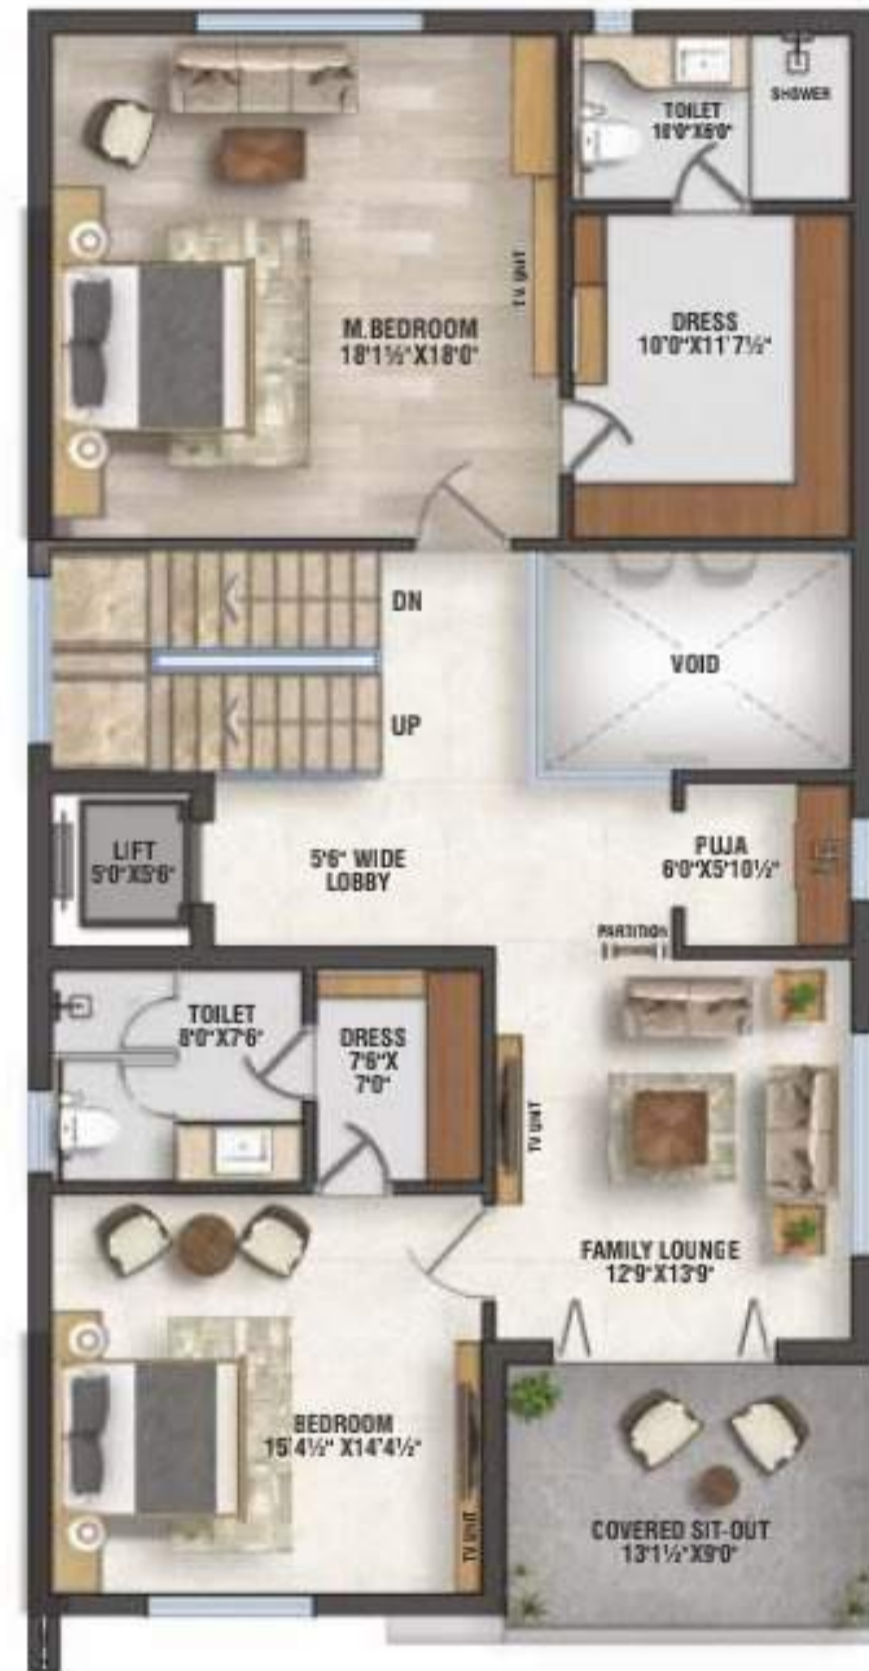 SHOWER
TOILET
10'0"X6'0"
TV UNIT
M.BEDROOM
18'1½"X18'0"
DRESS
10'0"X11'7½"
DN
VOID
UP
LIFT
5'0"X5'6"
5'6" WIDE
LOBBY
PUJA
6'0"X5'10½"
PARTITION
TOILET
8'0"X7'6"
DRESS
7'6"X
7'0"
TV UNIT
FAMILY LOUNGE
12'9"X13'9"
BEDROOM
15'4½" X14'4½"
TV UNIT
COVERED SIT-OUT
13'1½"X9'0"